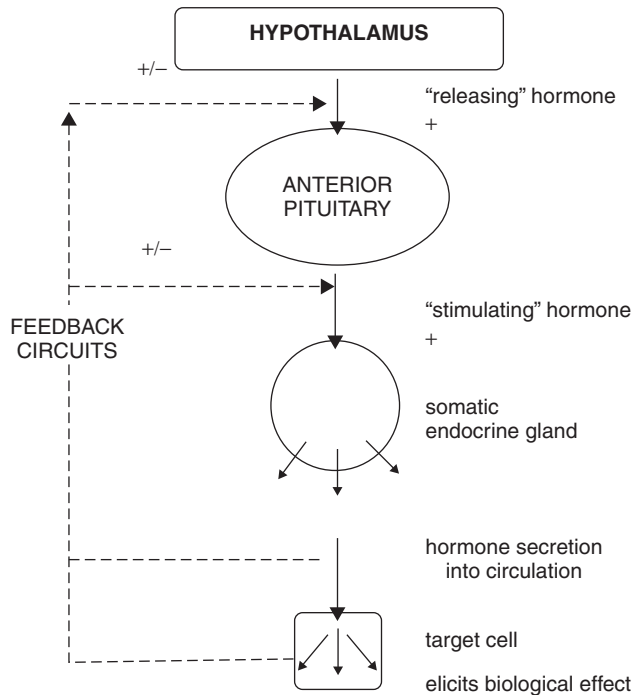 HYPOTHALAMUS
+/−
“releasing” hormone
+
ANTERIOR
PITUITARY
+/−
“stimulating” hormone
+
FEEDBACK
CIRCUITS
somatic
endocrine gland
hormone secretion
into circulation
target cell
elicits biological effect